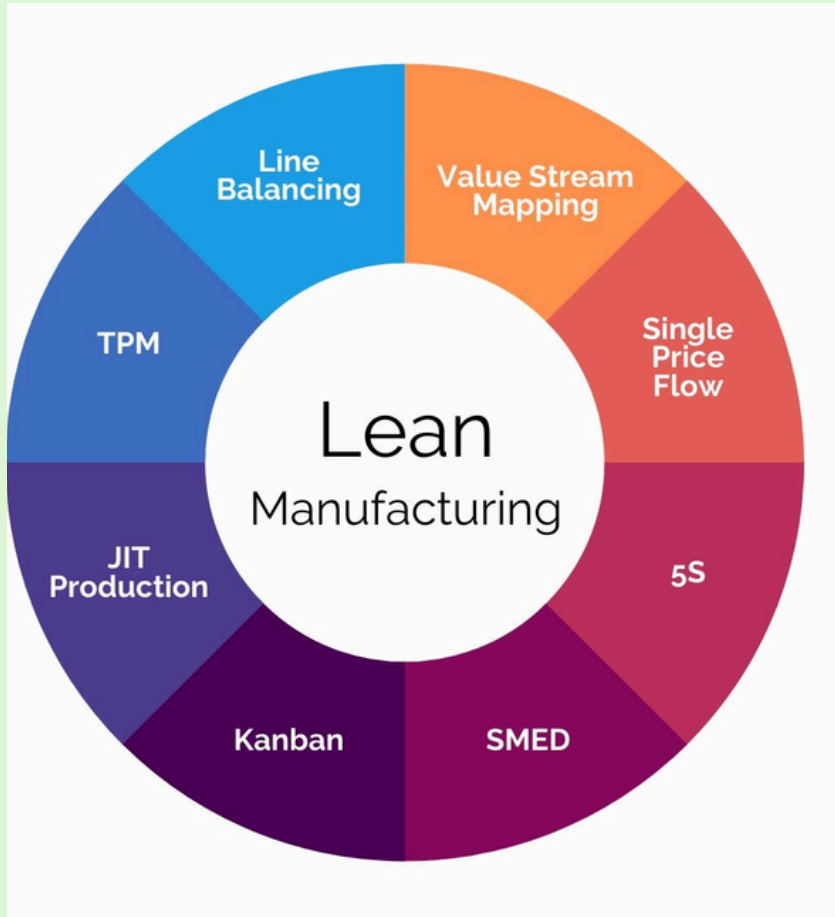 Line
Balancing
Value Stream
Mapping
TPM
Single
Price
Flow
Lean
Manufacturing
JIT
Production
5S
Kanban
SMED